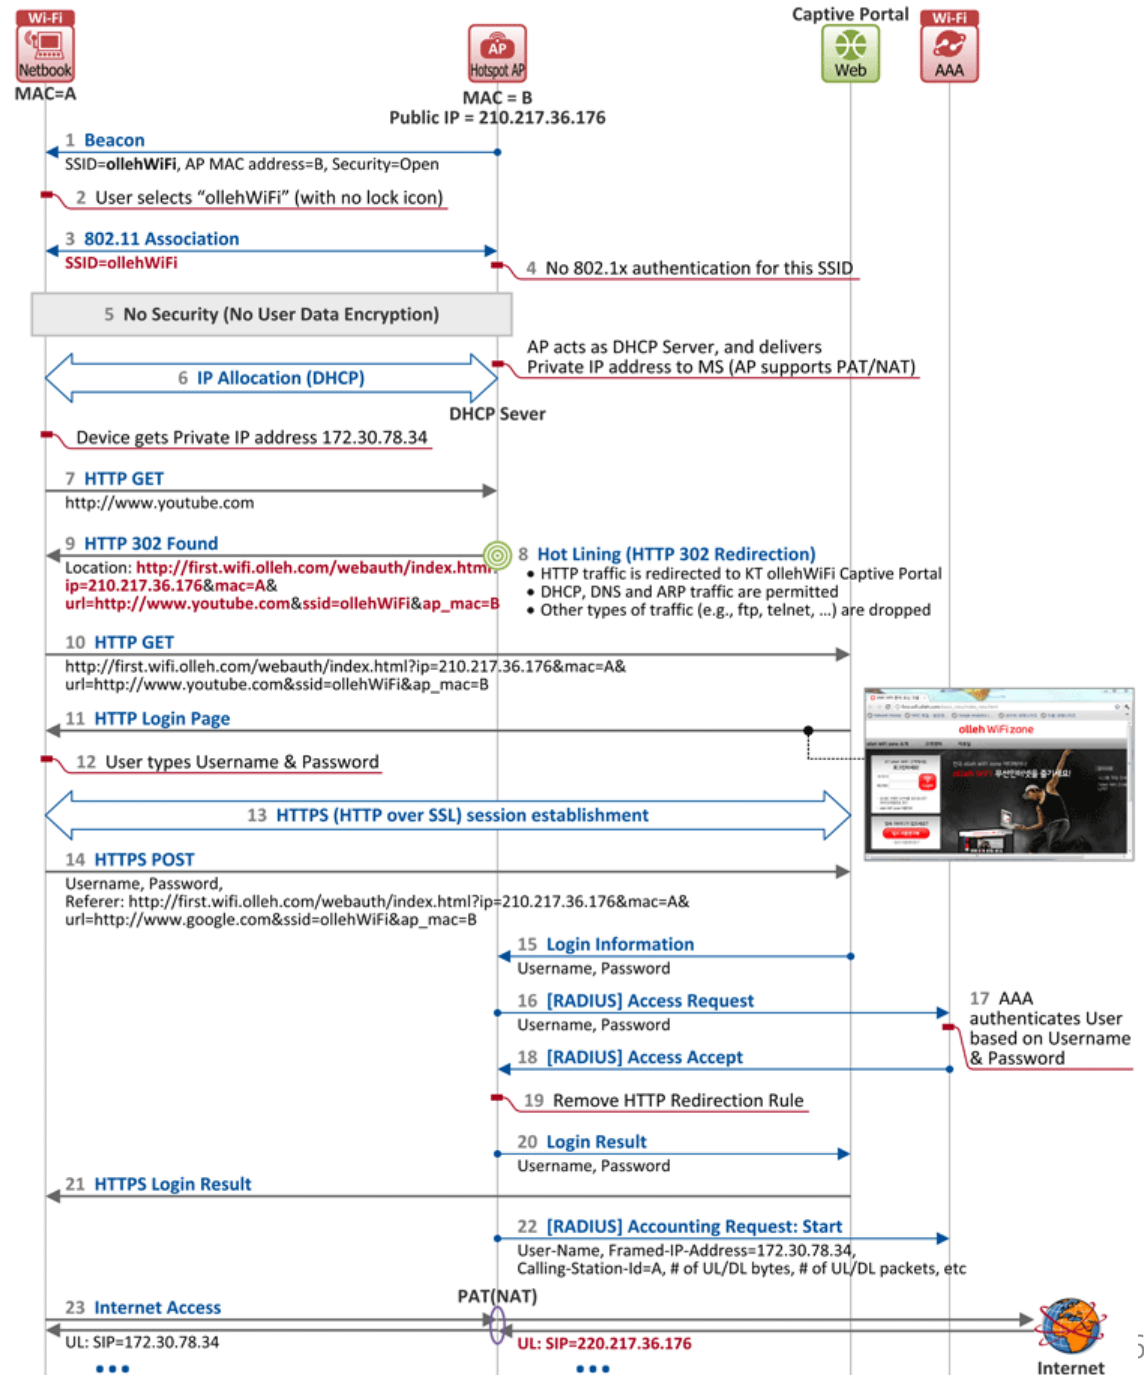 Wi-Fi
Netbook
MAC=A
AP
Hotspot AP
MAC = B
Public IP = 210.217.36.176
Captive Portal
Web
Wi-Fi
AAA
1 Beacon
SSID=ollehWiFi, AP MAC address=B, Security=Open
2 User selects “ollehWiFi” (with no lock icon)
3 802.11 Association
SSID=ollehWiFi
4 No 802.1x authentication for this SSID
5 No Security (No User Data Encryption)
AP acts as DHCP Server, and delivers
Private IP address to MS (AP supports PAT/NAT)
6 IP Allocation (DHCP)
DHCP Sever
Device gets Private IP address 172.30.78.34
7 HTTP GET
http://www.youtube.com
9 HTTP 302 Found
Location: http://first.wifi.olleh.com/webauth/index.html
ip=210.217.36.176&mac=A&
url=http://www.youtube.com&ssid=ollehWiFi&ap_mac=B
8 Hot Lining (HTTP 302 Redirection)
• HTTP traffic is redirected to KT ollehWiFi Captive Portal
• DHCP, DNS and ARP traffic are permitted
• Other types of traffic (e.g., ftp, telnet, ...) are dropped
10 HTTP GET
http://first.wifi.olleh.com/webauth/index.html?ip=210.217.36.176&mac=A&
url=http://www.youtube.com&ssid=ollehWiFi&ap_mac=B
11 HTTP Login Page
olleh WiFi zone
olleh WiFi 무선인터넷을 즐기세요!
12 User types Username & Password
13 HTTPS (HTTP over SSL) session establishment
14 HTTPS POST
Username, Password,
Referer: http://first.wifi.olleh.com/webauth/index.html?ip=210.217.36.176&mac=A&
url=http://www.google.com&ssid=ollehWiFi&ap_mac=B
15 Login Information
Username, Password
16 [RADIUS] Access Request
Username, Password
17 AAA
authenticates User
based on Username
& Password
18 [RADIUS] Access Accept
19 Remove HTTP Redirection Rule
20 Login Result
Username, Password
21 HTTPS Login Result
22 [RADIUS] Accounting Request: Start
User-Name, Framed-IP-Address=172.30.78.34,
Calling-Station-Id=A, # of UL/DL bytes, # of UL/DL packets, etc
PAT(NAT)
23 Internet Access
UL: SIP=172.30.78.34
UL: SIP=220.217.36.176
Internet